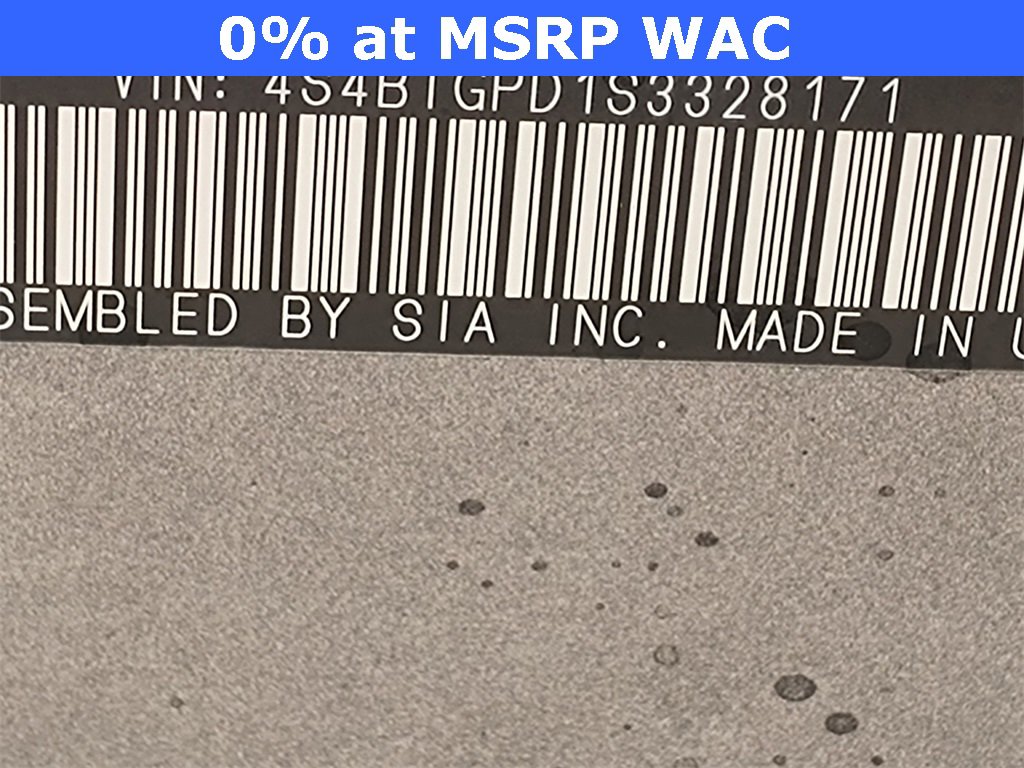 0% at MSRP WAC
VIN: 4S4BTGPD1S3328171
SEMBLED BY SIA INC. MADE IN U